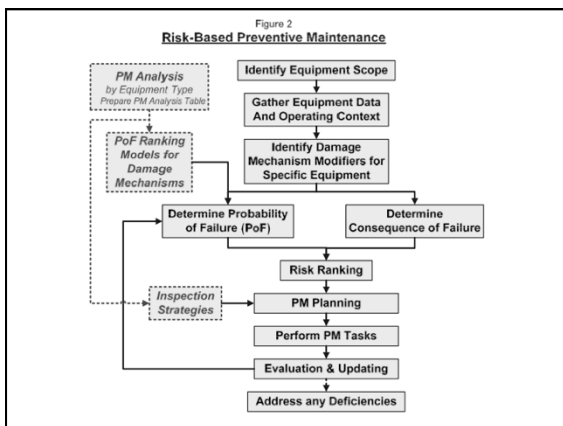 Figure 2
Risk-Based Preventive Maintenance
PM Analysis
by Equipment Type
Prepare PM Analysis Table
Identify Equipment Scope
Gather Equipment Data
And Operating Context
PoF Ranking
Models for
Damage
Mechanisms
Identify Damage
Mechanism Modifiers for
Specific Equipment
Determine Probability
of Failure (PoF)
Determine
Consequence of Failure
Risk Ranking
Inspection
Strategies
PM Planning
Perform PM Tasks
Evaluation & Updating
Address any Deficiencies